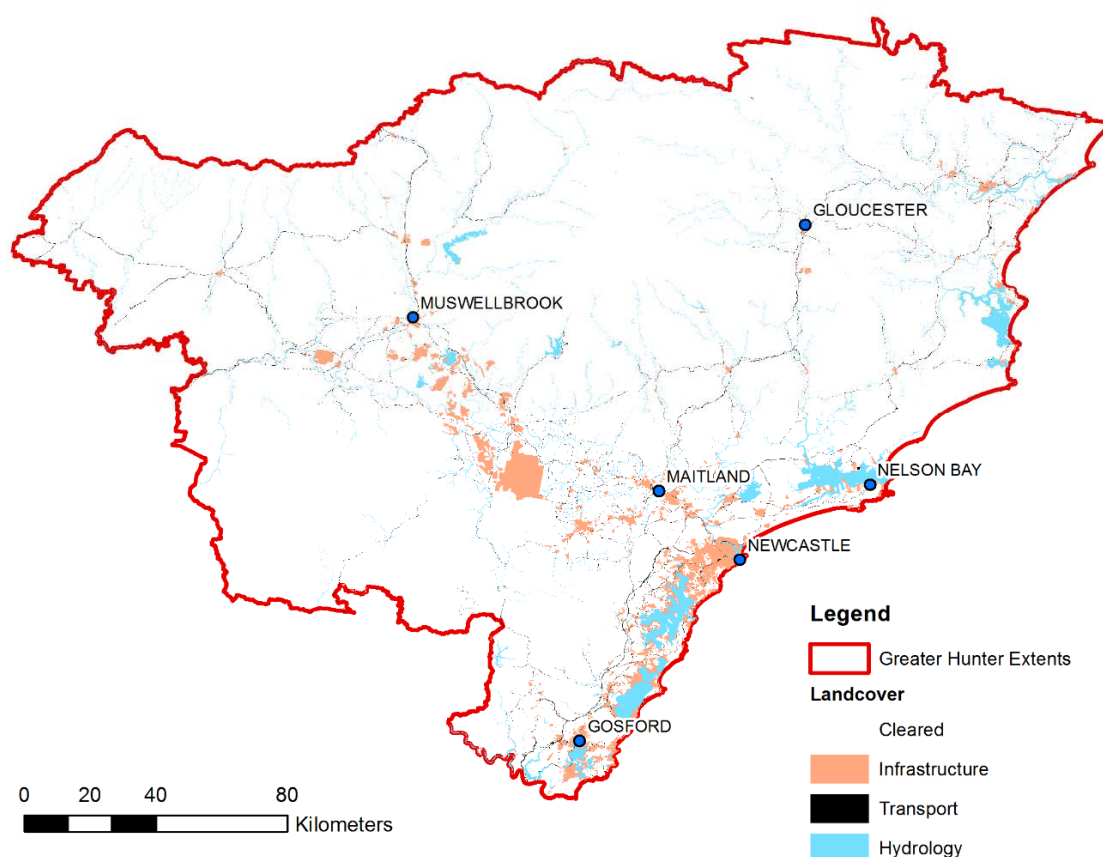 GLOUCESTER
MUSWELLBROOK
MAITLAND
NELSON BAY
NEWCASTLE
GOSFORD
Legend
Greater Hunter Extents
Landcover
Cleared
Infrastructure
Transport
Hydrology
0 20 40 80
Kilometers